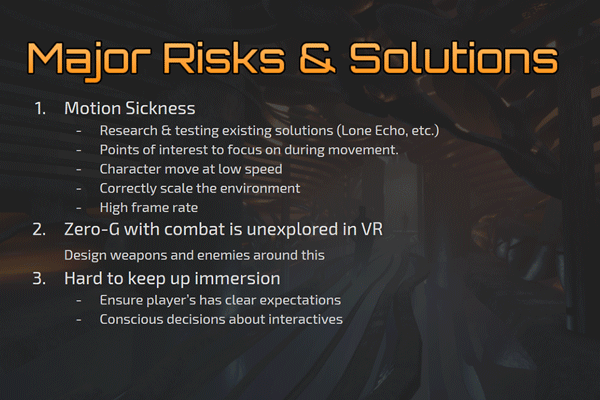 Major Risks & Solutions
1. Motion Sickness
- Research & testing existing solutions (Lone Echo, etc.)
- Points of interest to focus on during movement.
- Character move at low speed
- Correctly scale the environment
- High frame rate
2. Zero-G with combat is unexplored in VR
Design weapons and enemies around this
3. Hard to keep up immersion
- Ensure player's has clear expectations
- Conscious decisions about interactives